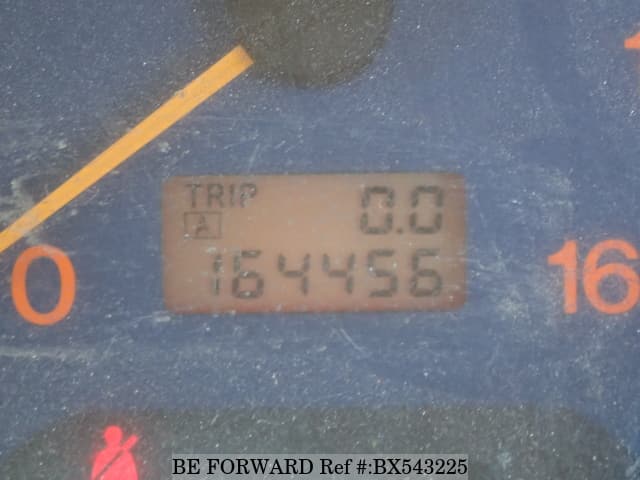 TRIP 0.0
A
164456
0 16
BE FORWARD Ref #:BX543225